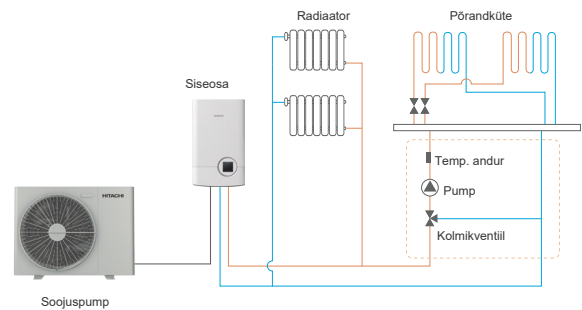 Radiaator
Põrandküte
Siseosa
Temp. andur
Pump
Kolmikventiil
HITACHI
Soojuspump